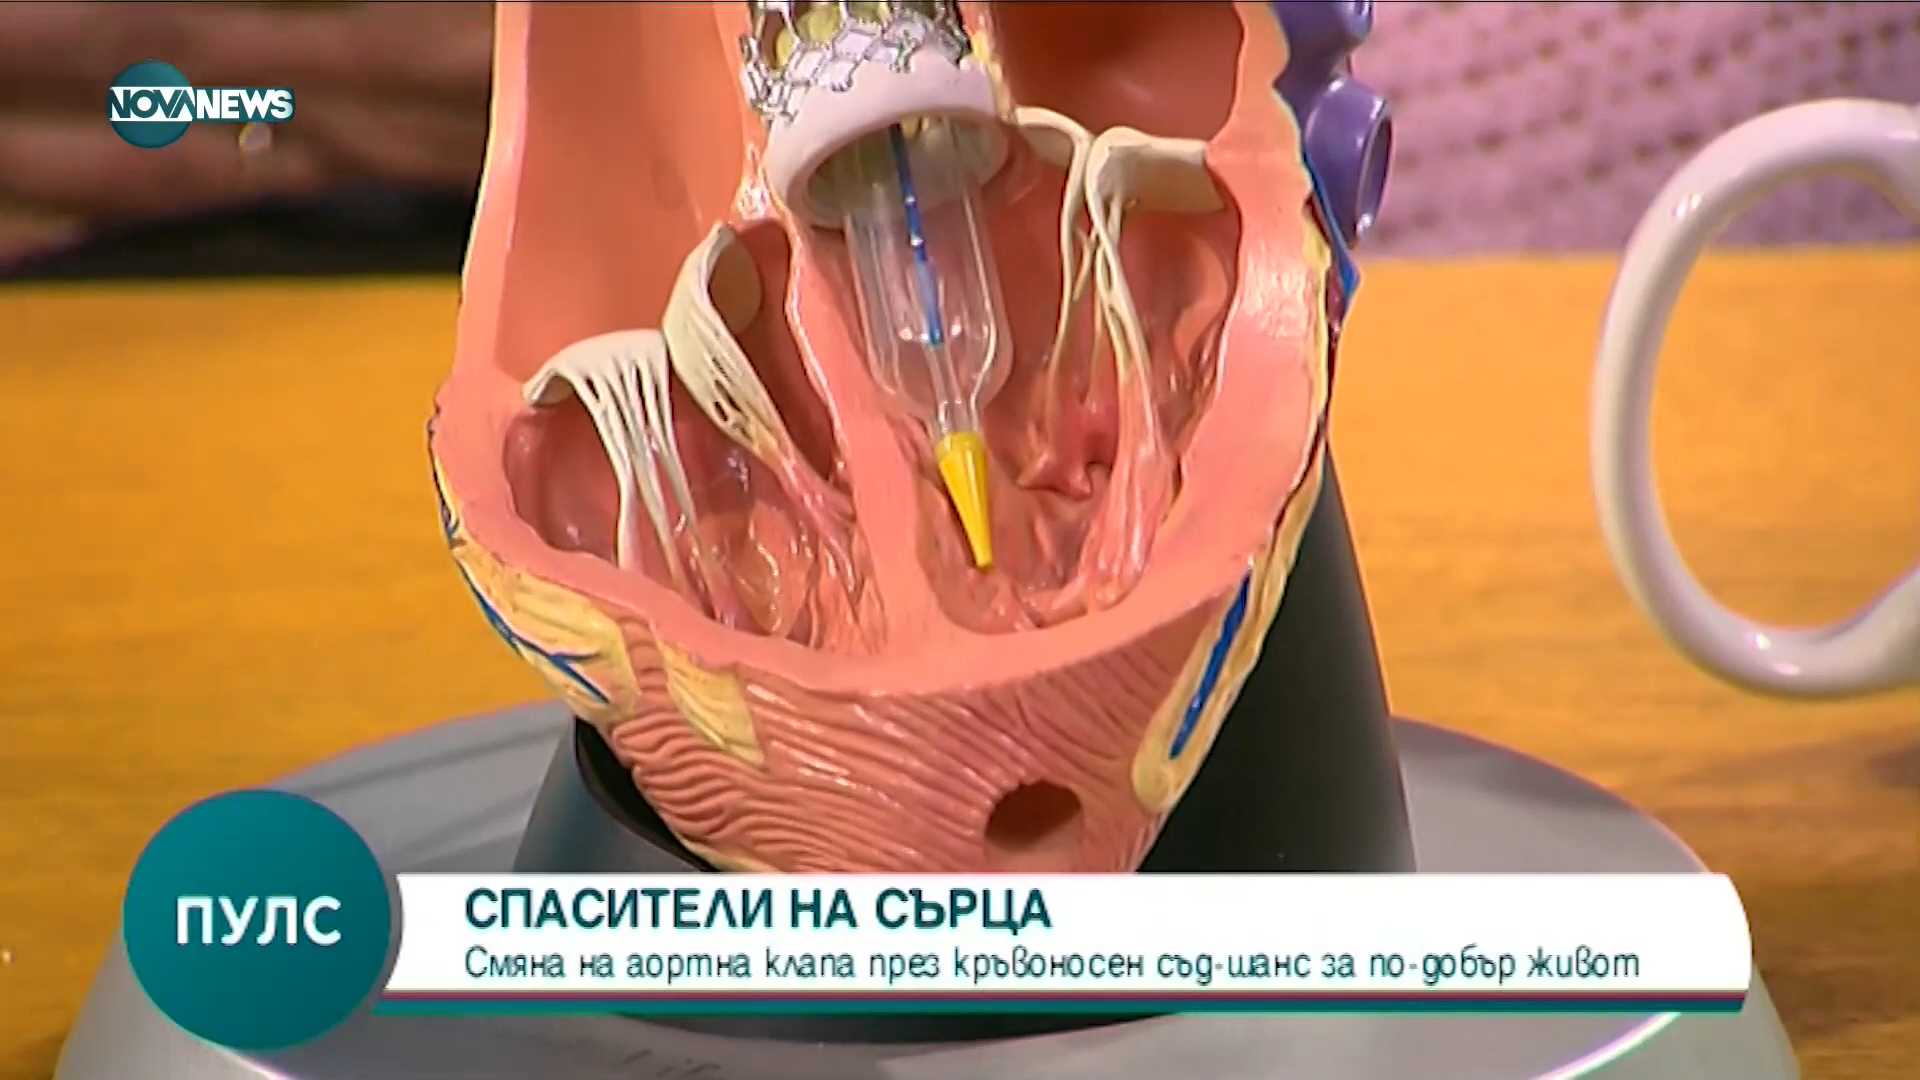 NOVANEWS
ПУЛС
СПАСИТЕЛИ НА СЪРЦА
Смяна на аортна клапа през кръвоносен съд-шанс за по-добър живот